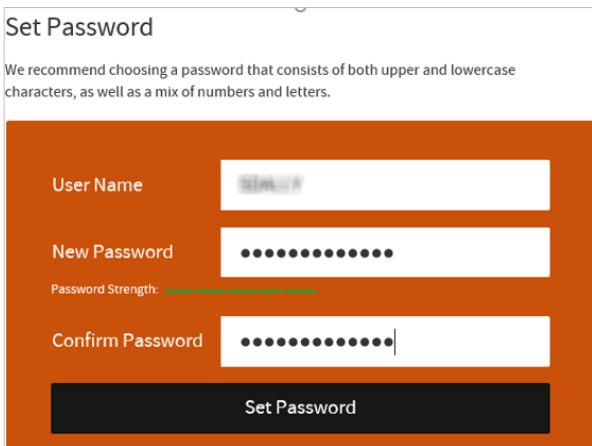 Set Password
We recommend choosing a password that consists of both upper and lowercase
characters, as well as a mix of numbers and letters.
User Name
New Password
●●●●●●●●●●●●●
Password Strength:
Confirm Password
●●●●●●●●●●●●●
Set Password